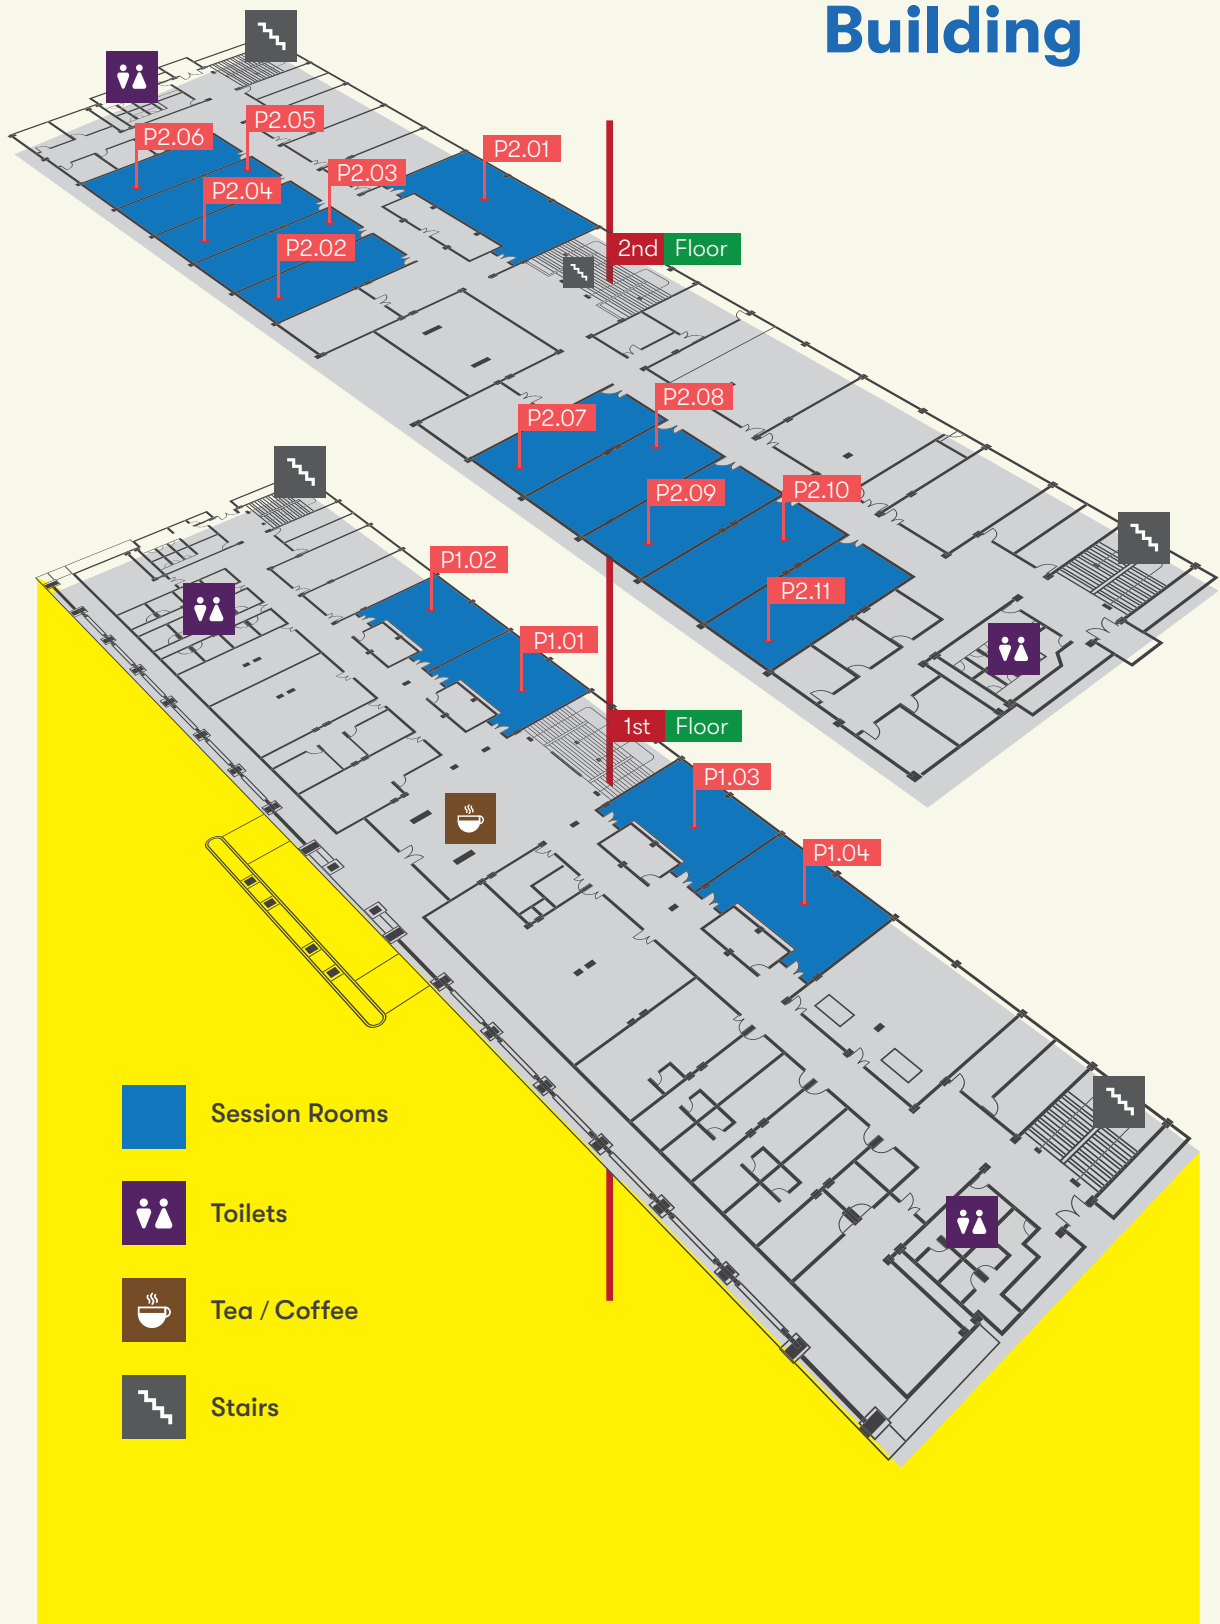 Building
P2.05
P2.06
P2.01
P2.03
P2.04
P2.02
2nd Floor
P2.08
P2.07
P2.10
P2.09
P2.11
P1.02
P1.01
1st Floor
P1.03
P1.04
Session Rooms
Toilets
Tea / Coffee
Stairs